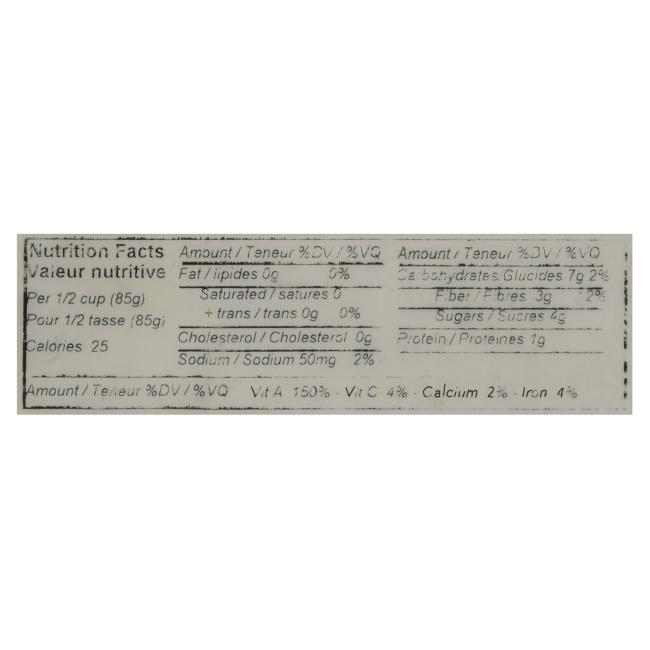 Nutrition Facts
Valeur nutritive
Per 1/2 cup (85g)
Pour 1/2 tasse (85g)
Calories 25
Amount / Teneur %DV / %VQ
Fat / lipides 0g 0%
Saturated / satures 0
+ trans / trans 0g 0%
Cholesterol / Cholesterol 0g
Sodium / Sodium 50mg 2%
Amount / Teneur %DV / %VQ
Carbohydrates/Glucides 7g 2%
Fiber / Fibres 3g 2%
Sugars / Sucres 4g
Protein / Proteines 1g
Amount / Teneur %DV / %VQ Vit A 150% - Vit C 4% - Calcium 2% - Iron 4%